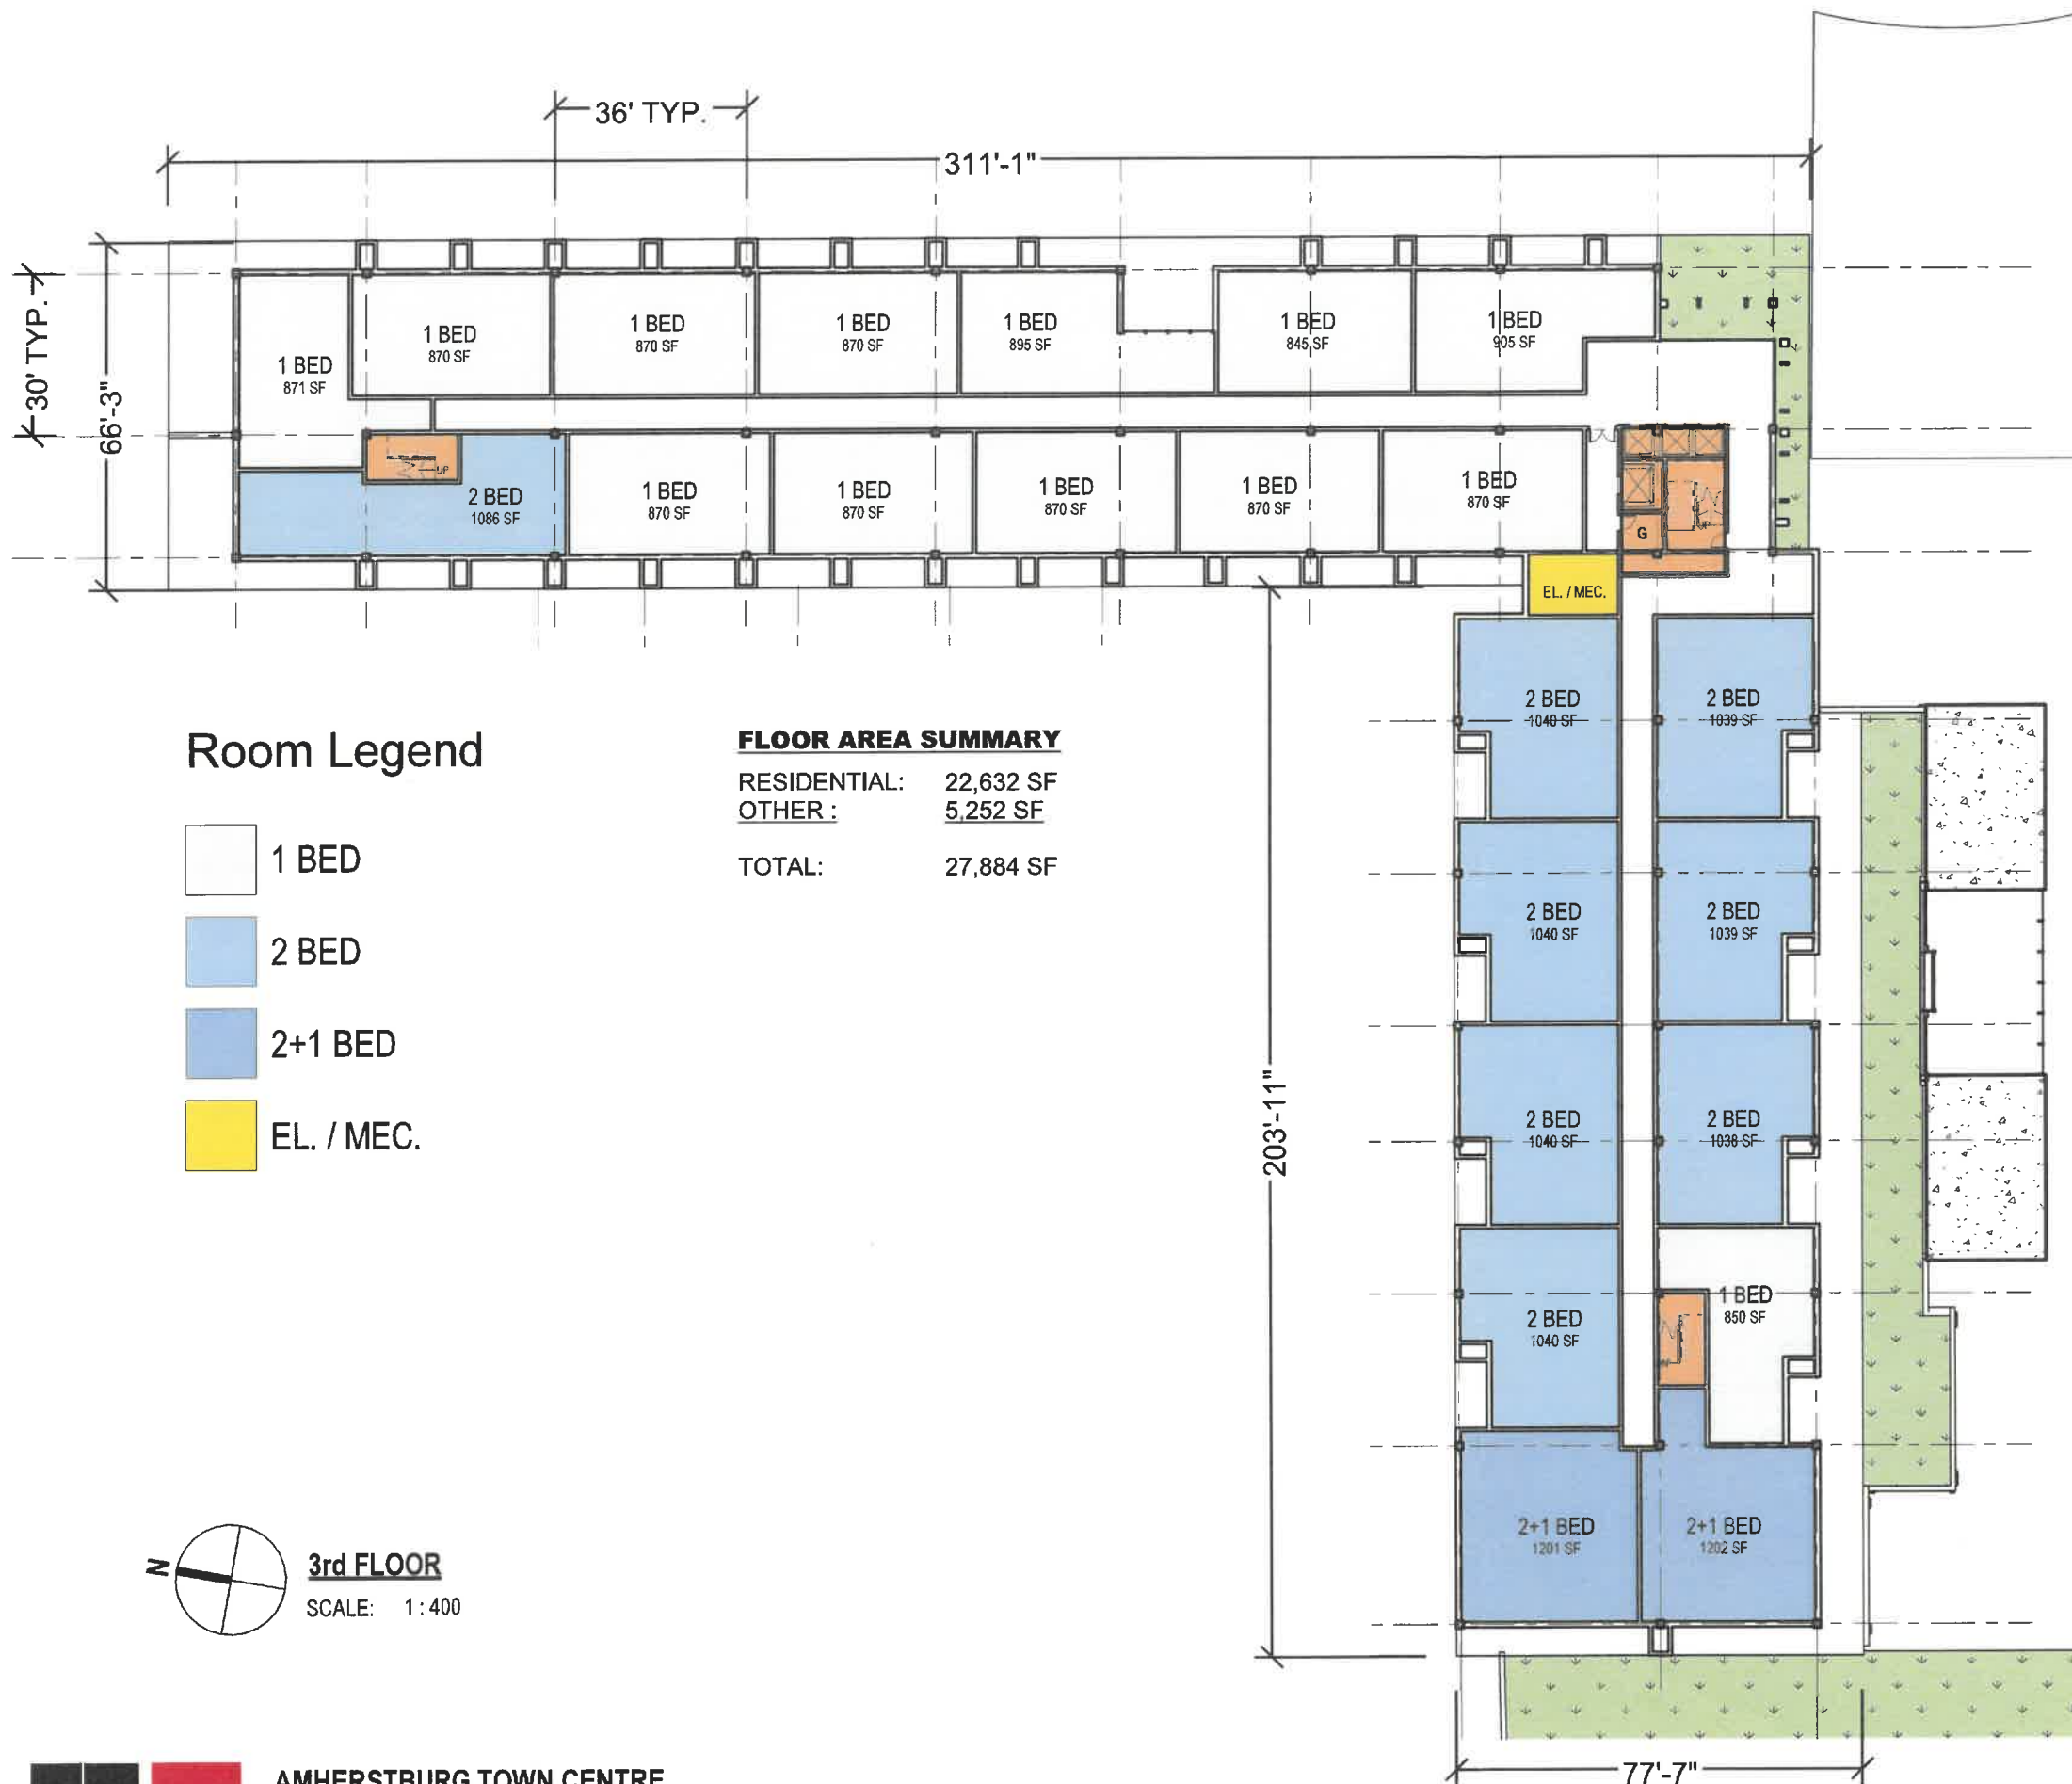 36' TYP.
311'-1"
30' TYP.
66'-3"
1 BED
871 SF
1 BED
870 SF
1 BED
870 SF
1 BED
870 SF
1 BED
895 SF
1 BED
845 SF
1 BED
905 SF
UP
2 BED
1086 SF
1 BED
870 SF
1 BED
870 SF
1 BED
870 SF
1 BED
870 SF
1 BED
870 SF
G
UP
EL. / MEC.
2 BED
1040 SF
2 BED
1039 SF
2 BED
1040 SF
2 BED
1039 SF
2 BED
1040 SF
2 BED
1038 SF
2 BED
1040 SF
1 BED
850 SF
2+1 BED
1201 SF
2+1 BED
1202 SF
203'-11"
77'-7"
Room Legend
1 BED
2 BED
2+1 BED
EL. / MEC.
FLOOR AREA SUMMARY
RESIDENTIAL: 22,632 SF
OTHER : 5,252 SF
TOTAL: 27,884 SF
N
3rd FLOOR
SCALE: 1 : 400
AMHERSTBURG TOWN CENTRE